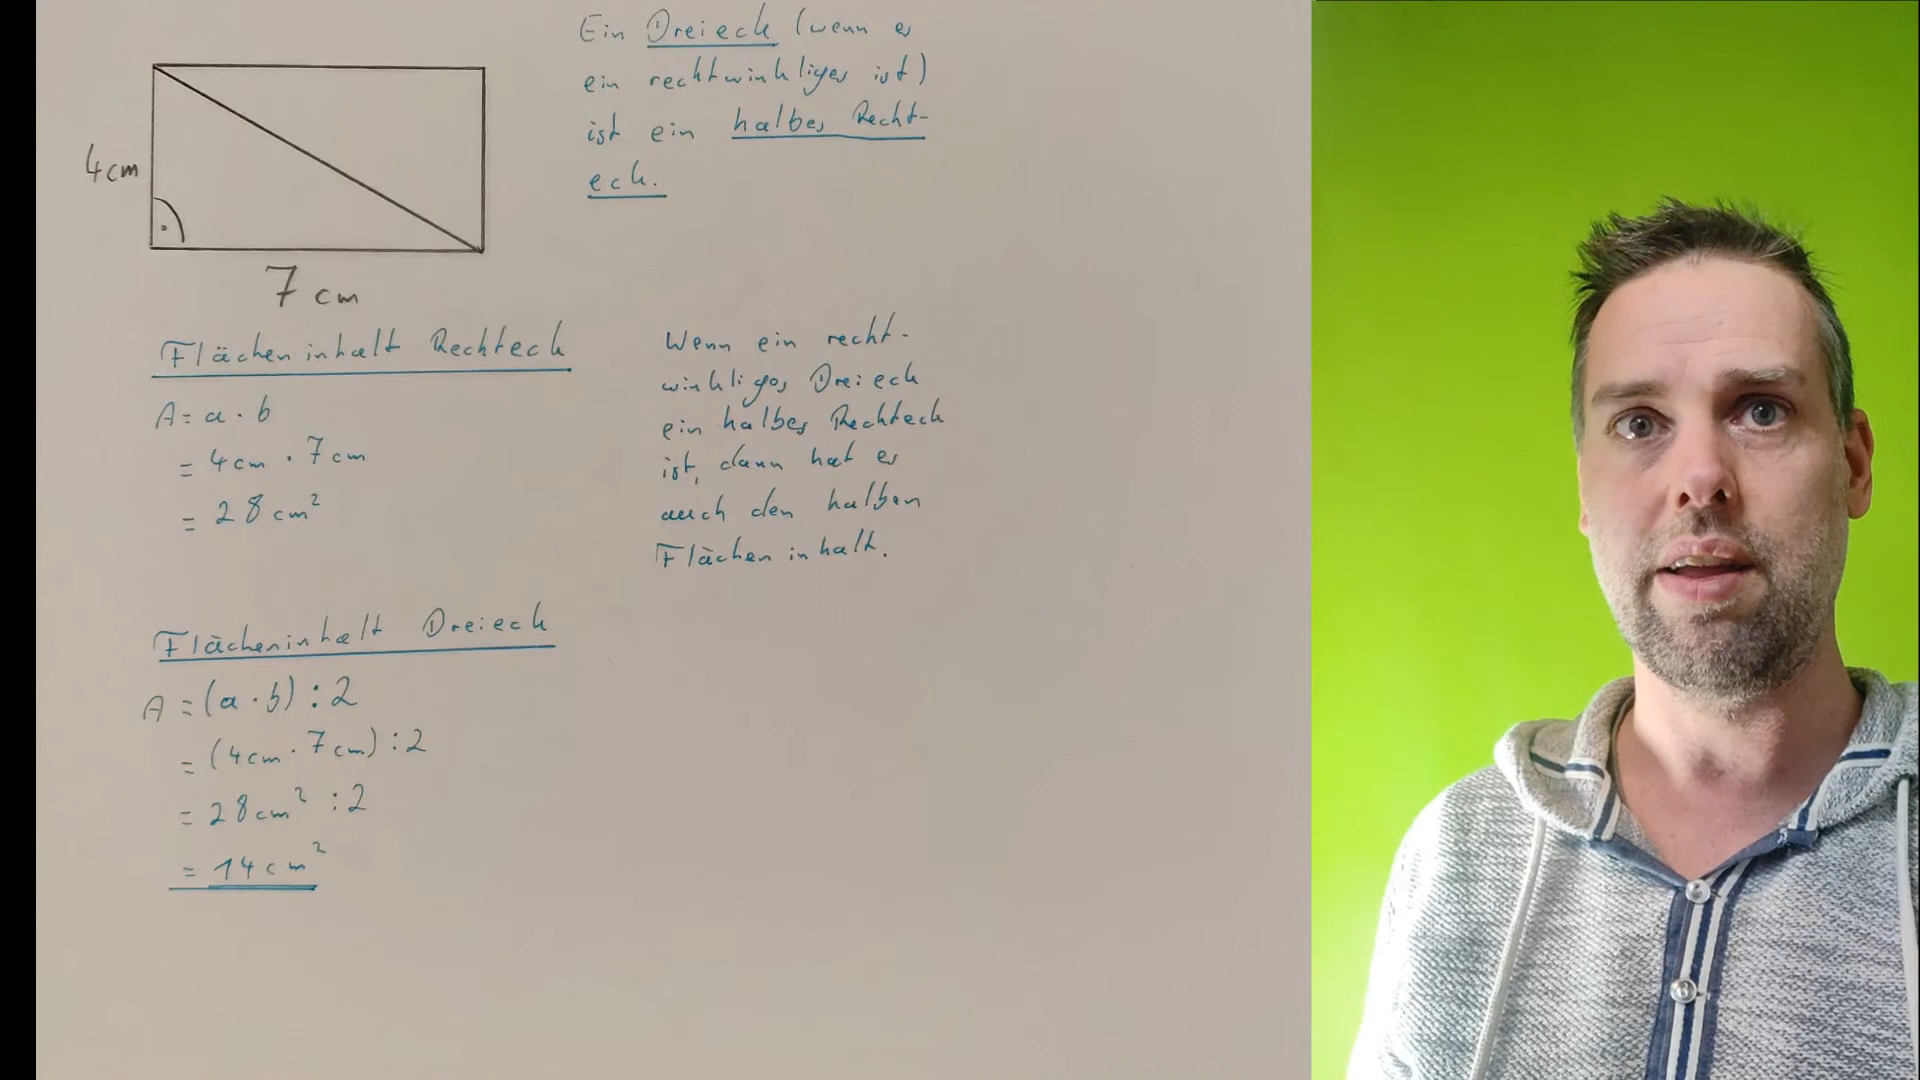 Ein Dreieck (wenn es
ein rechtwinkliges ist)
ist ein halbes Recht-
eck.
4cm
7 cm
Flächeninhalt Rechteck
A = a · b
= 4cm · 7cm
= 28 cm²
Wenn ein recht-
winkliges Dreieck
ein halbes Rechteck
ist, dann hat es
auch den halben
Flächeninhalt.
Flächeninhalt Dreieck
A = (a · b) : 2
= (4cm · 7cm) : 2
= 28cm² : 2
= 14cm²